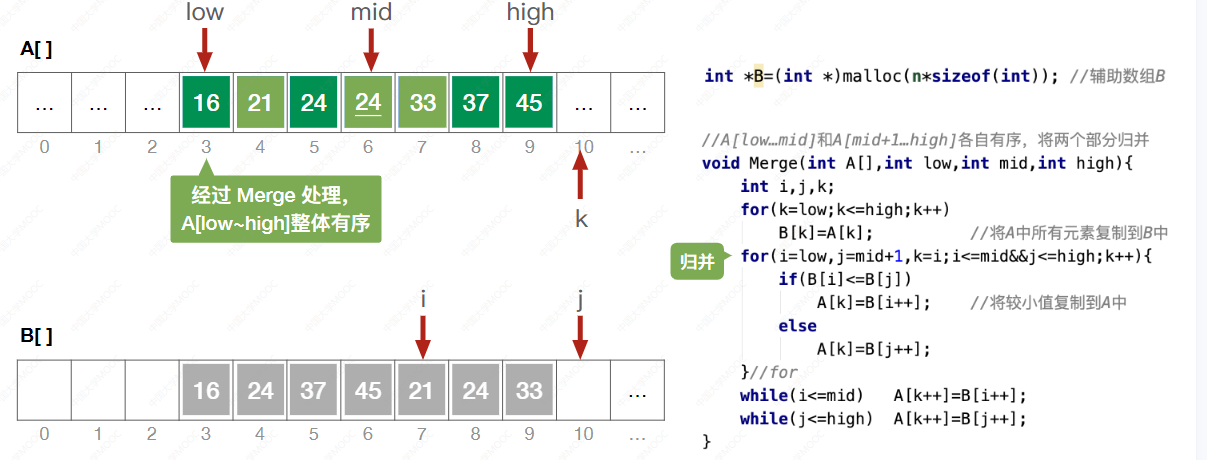 low mid high
A[ ]
... ... ... 16 21 24 24 33 37 45 ... ...
0 1 2 3 4 5 6 7 8 9 10 ...
经过 Merge 处理，
A[low~high]整体有序
k
i j
B[ ]
16 24 37 45 21 24 33 ...
0 1 2 3 4 5 6 7 8 9 10 ...
int *B=(int *)malloc(n*sizeof(int)); //辅助数组B
//A[low…mid]和A[mid+1…high]各自有序，将两个部分归并
void Merge(int A[],int low,int mid,int high){
int i,j,k;
for(k=low;k<=high;k++)
B[k]=A[k]; //将A中所有元素复制到B中
归并
for(i=low,j=mid+1,k=i;i<=mid&&j<=high;k++){
if(B[i]<=B[j])
A[k]=B[i++]; //将较小值复制到A中
else
A[k]=B[j++];
}//for
while(i<=mid) A[k++]=B[i++];
while(j<=high) A[k++]=B[j++];
}